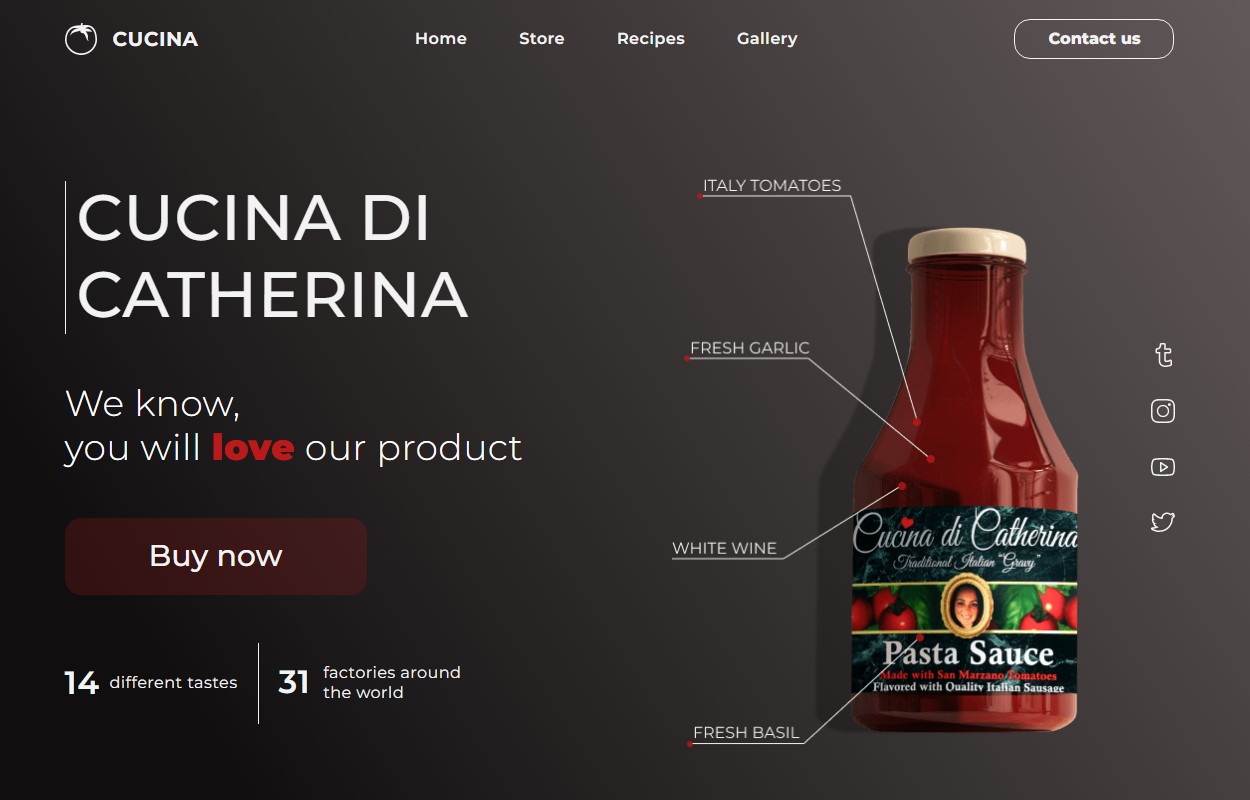 CUCINA
Home
Store
Recipes
Gallery
Contact us
CUCINA DI
CATHERINA
We know,
you will love our product
Buy now
14 different tastes
31 factories around
the world
ITALY TOMATOES
FRESH GARLIC
WHITE WINE
FRESH BASIL
Cucina di Catherina
Traditional Italian "Gravy"
Pasta Sauce
Made with San Marzano Tomatoes
Flavored with Quality Italian Sausage